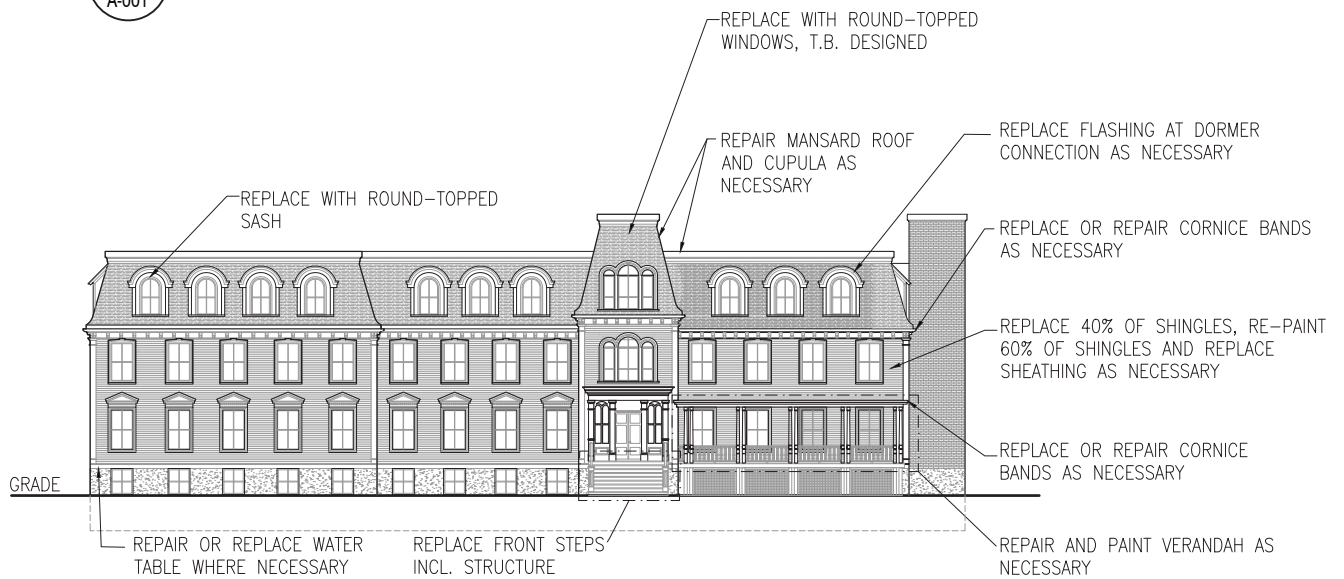 A-001
REPLACE WITH ROUND-TOPPED
WINDOWS, T.B. DESIGNED
REPAIR MANSARD ROOF
AND CUPULA AS
NECESSARY
REPLACE FLASHING AT DORMER
CONNECTION AS NECESSARY
REPLACE WITH ROUND-TOPPED
SASH
REPLACE OR REPAIR CORNICE BANDS
AS NECESSARY
REPLACE 40% OF SHINGLES, RE-PAINT
60% OF SHINGLES AND REPLACE
SHEATHING AS NECESSARY
REPLACE OR REPAIR CORNICE
BANDS AS NECESSARY
GRADE
REPAIR OR REPLACE WATER
TABLE WHERE NECESSARY
REPLACE FRONT STEPS
INCL. STRUCTURE
REPAIR AND PAINT VERANDAH AS
NECESSARY